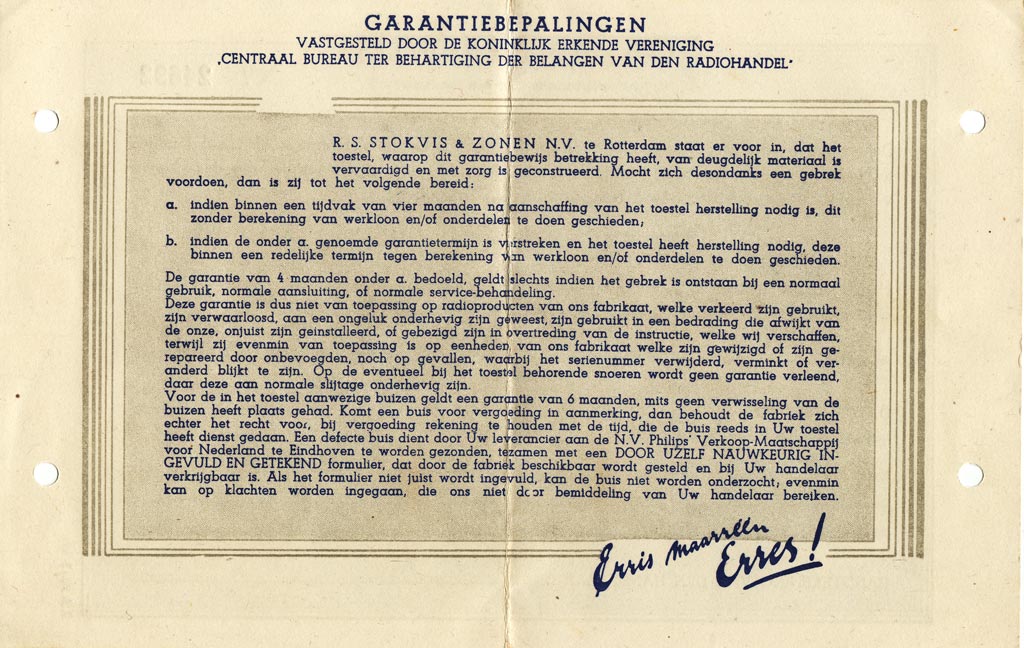 GARANTIEBEPALINGEN
VASTGESTELD DOOR DE KONINKLIJK ERKENDE VERENIGING
„CENTRAAL BUREAU TER BEHARTIGING DER BELANGEN VAN DEN RADIOHANDEL"
R. S. STOKVIS & ZONEN N.V. te Rotterdam staat er voor in, dat het
toestel, waarop dit garantiebewijs betrekking heeft, van deugdelijk materiaal is
vervaardigd en met zorg is geconstrueerd. Mocht zich desondanks een gebrek
voordoen, dan is zij tot het volgende bereid:
a. indien binnen een tijdvak van vier maanden na aanschaffing van het toestel herstelling nodig is, dit
zonder berekening van werkloon en/of onderdelen te doen geschieden;
b. indien de onder a. genoemde garantietermijn is verstreken en het toestel heeft herstelling nodig, deze
binnen een redelijke termijn tegen berekening van werkloon en/of onderdelen te doen geschieden.
De garantie van 4 maanden onder a. bedoeld, geldt slechts indien het gebrek is ontstaan bij een normaal
gebruik, normale aansluiting, of normale service-behandeling.
Deze garantie is dus niet van toepassing op radioproducten van ons fabrikaat, welke verkeerd zijn gebruikt,
zijn verwaarloosd, aan een ongeluk onderhevig zijn geweest, zijn gebruikt in een bedrading die afwijkt van
de onze, onjuist zijn geinstalleerd, of gebezigd zijn in overtreding van de instructie, welke wij verschaffen,
terwijl zij evenmin van toepassing is op eenheden van ons fabrikaat welke zijn gewijzigd of zijn ge-
repareerd door onbevoegden, noch op gevallen, waarbij het serienummer verwijderd, verminkt of ver-
anderd blijkt te zijn. Op de eventueel bij het toestel behorende snoeren wordt geen garantie verleend,
daar deze aan normale slijtage onderhevig zijn.
Voor de in het toestel aanwezige buizen geldt een garantie van 6 maanden, mits geen verwisseling van de
buizen heeft plaats gehad. Komt een buis voor vergoeding in aanmerking, dan behoudt de fabriek zich
echter het recht voor, bij vergoeding rekening te houden met de tijd, die de buis reeds in Uw toestel
heeft dienst gedaan. Een defecte buis dient door Uw leverancier aan de N.V. Philips' Verkoop-Maatschappij
voor Nederland te Eindhoven te worden gezonden, tezamen met een DOOR UZELF NAUWKEURIG IN-
GEVULD EN GETEKEND formulier, dat door de fabriek beschikbaar wordt gesteld en bij Uw handelaar
verkrijgbaar is. Als het formulier niet juist wordt ingevuld, kan de buis niet worden onderzocht; evenmin
kan op klachten worden ingegaan, die ons niet door bemiddeling van Uw handelaar bereiken.
Erris maarréén
Erres!